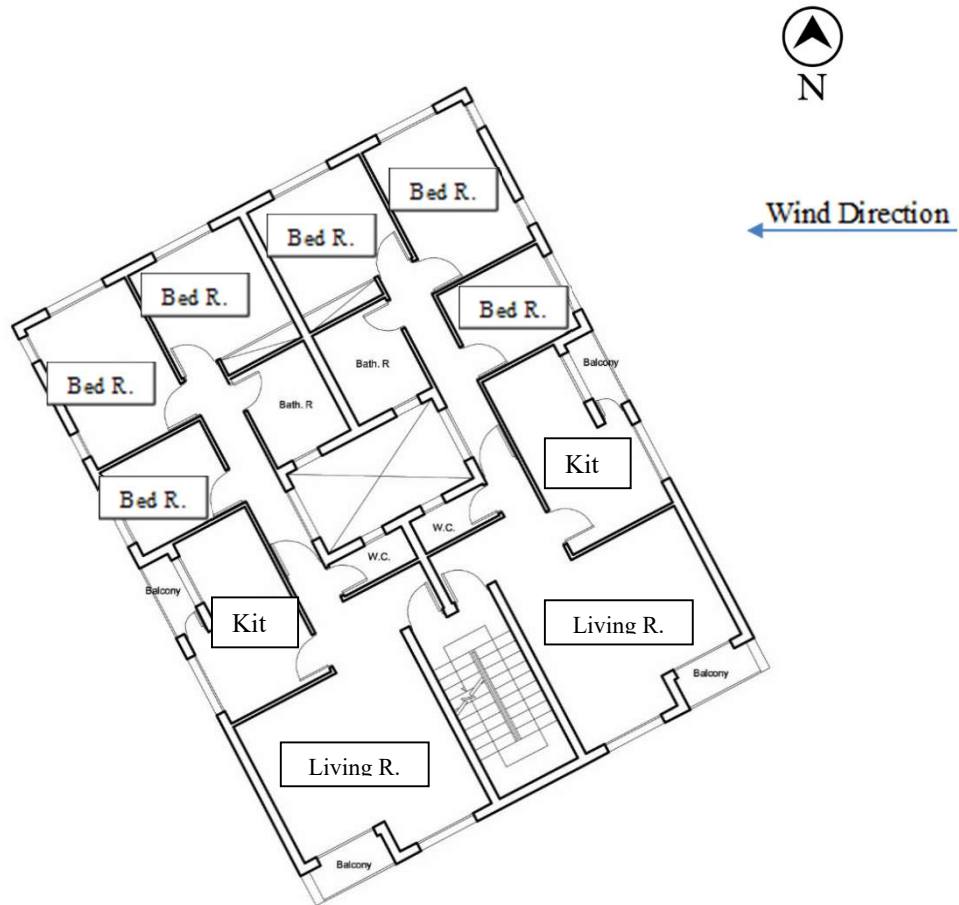 N
Wind Direction
Bed R.
Bed R.
Bed R.
Bed R.
Bed R.
Bed R.
Bath. R
Balcony
Bath. R
Kit
W.C.
W.C.
Balcony
Kit
Living R.
Balcony
Living R.
Balcony